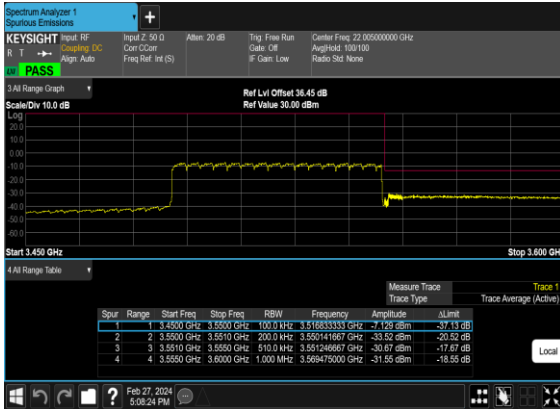 Spectrum Analyzer 1
Spurious Emissions
+
KEYSIGHT Input: RF Input Z: 50 Ω Atten: 20 dB Trig: Free Run Center Freq: 22.005000000 GHz
R T Coupling: DC Corr CCorr Gate: Off Avg|Hold: 100/100
Align: Auto Freq Ref: Int (S) IF Gain: Low Radio Std: None
PASS
3 All Range Graph
Ref Lvl Offset 36.45 dB
Scale/Div 10.0 dB Ref Value 30.00 dBm
Log
20.0
10.0
0.00
-10.0
-20.0
-30.0
-40.0
-50.0
-60.0
Start 3.450 GHz Stop 3.600 GH
4 All Range Table
Measure Trace Trace 1
Trace Type Trace Average (Active)
Spur Range Start Freq Stop Freq RBW Frequency Amplitude ΔLimit
1 1 3.4500 GHz 3.5500 GHz 100.0 kHz 3.516833333 GHz -7.129 dBm -37.13 dB
2 2 3.5500 GHz 3.5510 GHz 200.0 kHz 3.550141667 GHz -33.52 dBm -20.52 dB
3 3 3.5510 GHz 3.5550 GHz 510.0 kHz 3.551246667 GHz -30.67 dBm -17.67 dB
4 4 3.5550 GHz 3.6000 GHz 1.000 MHz 3.569475000 GHz -31.55 dBm -18.55 dB
Local
?
Feb 27, 2024
5:08:24 PM